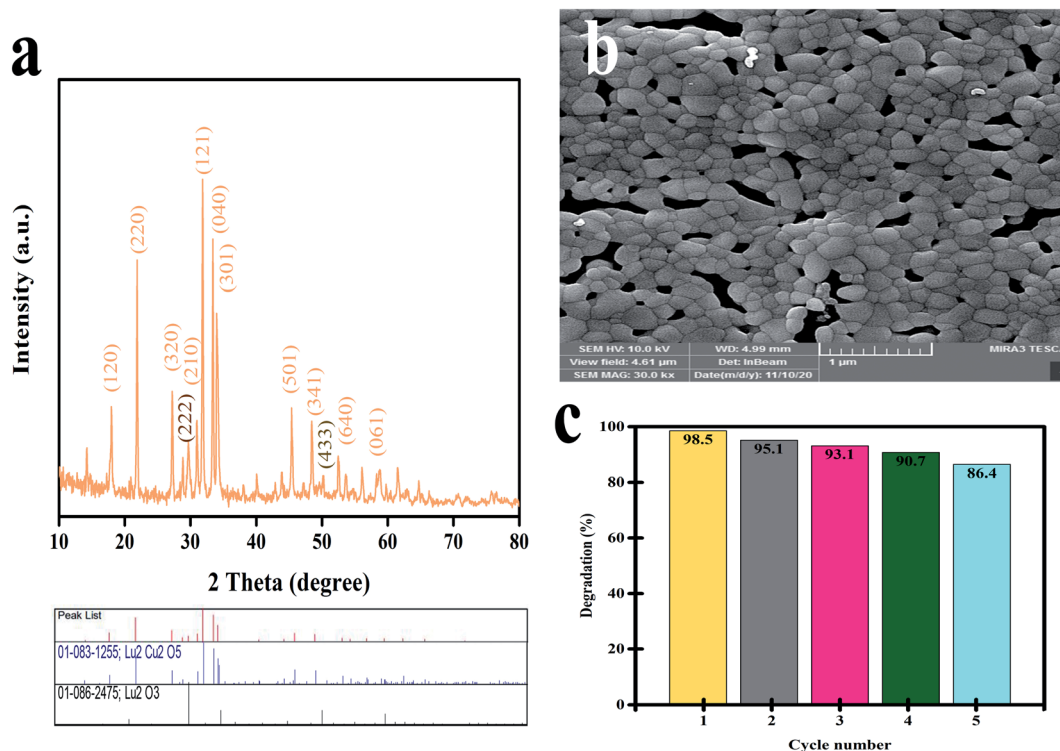 a
Intensity (a.u.)
(120)
(220)
(320)
(222)
(210)
(121)
(040)
(301)
(501)
(341)
(433)
(640)
(061)
10 20 30 40 50 60 70 80
2 Theta (degree)
Peak List
01-083-1255; Lu2 Cu2 O5
01-086-2475; Lu2 O3
b
SEM HV: 10.0 kV WD: 4.99 mm MIRA3 TESCA
View field: 4.61 µm Det: InBeam 1 µm
SEM MAG: 30.0 kx Date(m/d/y): 11/10/20
c
Degradation (%)
100
80
60
40
20
0
98.5
95.1
93.1
90.7
86.4
1 2 3 4 5
Cycle number